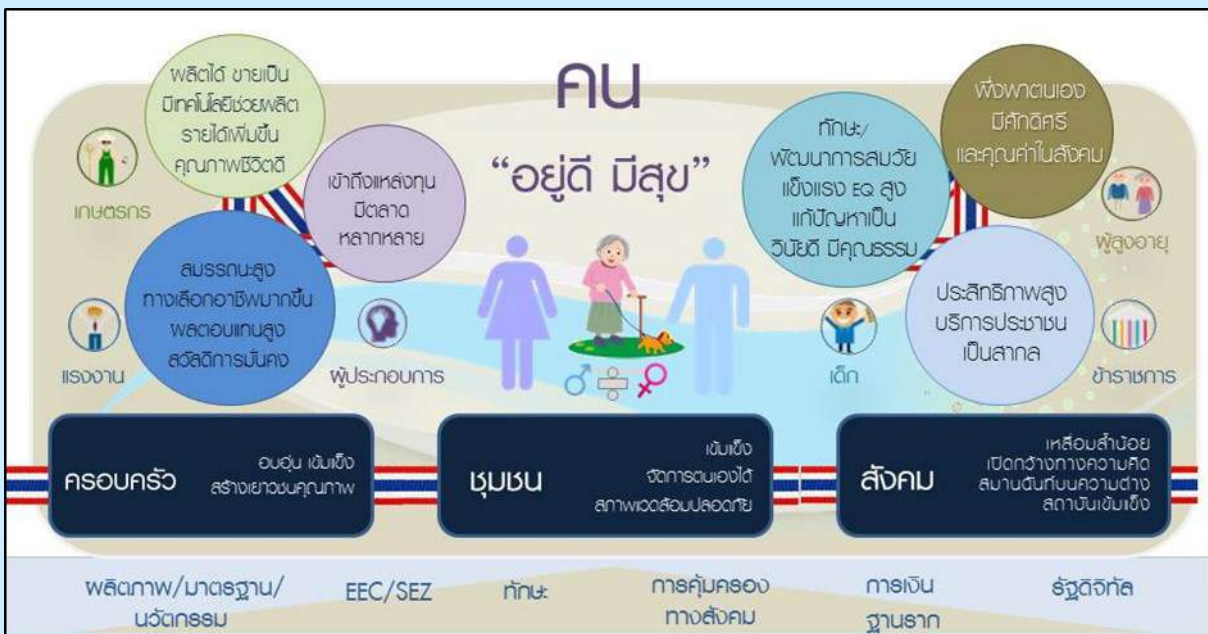 คน
“อยู่ดี มีสุข”
ผลิตได้ ขายเป็น
มีเทคโนโลยีช่วยผลิต
รายได้เพิ่มขึ้น
คุณภาพชีวิตดี
เกษตรกร
เข้าถึงแหล่งทุน
มีตลาด
หลากหลาย
ผู้ประกอบการ
สมรรถนะสูง
ทางเลือกอาชีพมากขึ้น
ผลตอบแทนสูง
สวัสดิการมั่นคง
แรงงาน
ทักษะ/
พัฒนาการสมวัย
แข็งแรง EQ สูง
แก้ปัญหาเป็น
วินัยดี มีคุณธรรม
เด็ก
พึ่งพาตนเอง
มีศักดิ์ศรี
และคุณค่าในสังคม
ผู้สูงอายุ
ประสิทธิภาพสูง
บริการประชาชน
เป็นสากล
ข้าราชการ
ครอบครัว
อบอุ่น เข้มแข็ง
สร้างเยาวชนคุณภาพ
ชุมชน
เข้มแข็ง
จัดการตนเองได้
สภาพแวดล้อมปลอดภัย
สังคม
เหลื่อมล้ำน้อย
เปิดกว้างทางความคิด
สมานฉันท์บนความต่าง
สถาบันเข้มแข็ง
ผลิตภาพ/มาตรฐาน/
นวัตกรรม
EEC/SEZ
ทักษะ
การคุ้มครอง
ทางสังคม
การเงิน
ฐานราก
รัฐดิจิทัล